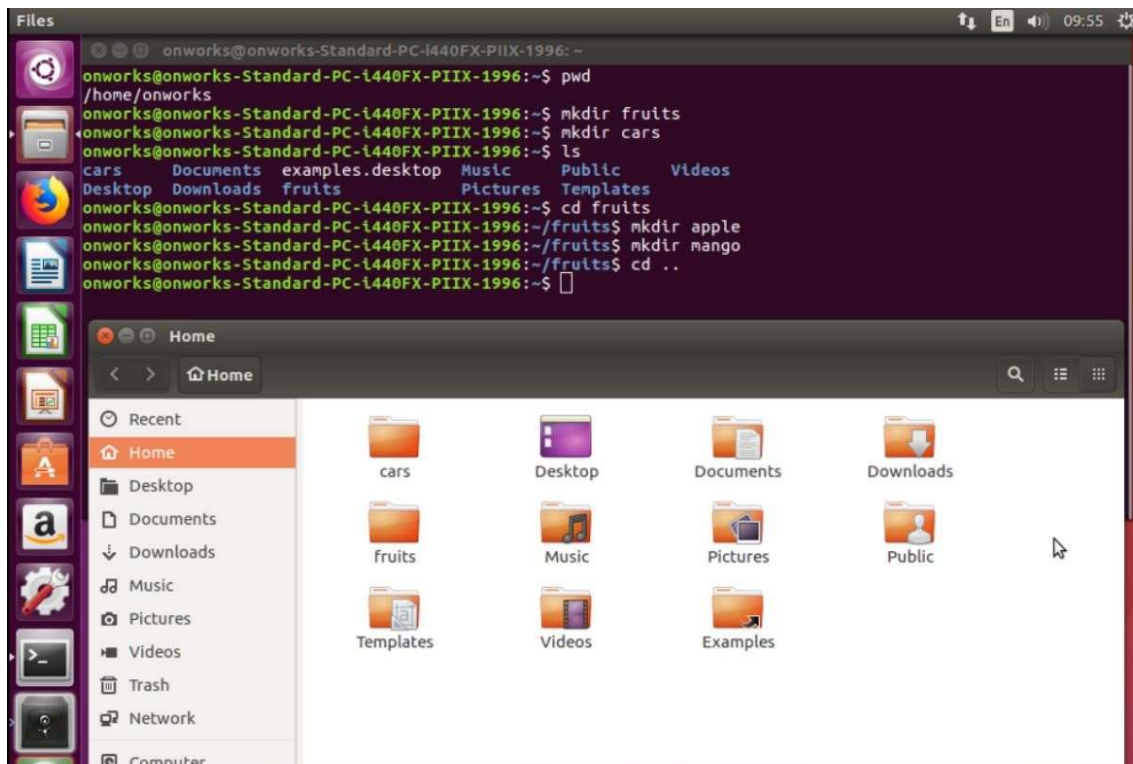 Files
En
09:55
onworks@onworks-Standard-PC-i440FX-PIIX-1996: ~
onworks@onworks-Standard-PC-i440FX-PIIX-1996:~$ pwd
/home/onworks
onworks@onworks-Standard-PC-i440FX-PIIX-1996:~$ mkdir fruits
onworks@onworks-Standard-PC-i440FX-PIIX-1996:~$ mkdir cars
onworks@onworks-Standard-PC-i440FX-PIIX-1996:~$ ls
cars Documents examples.desktop Music Public Videos
Desktop Downloads fruits Pictures Templates
onworks@onworks-Standard-PC-i440FX-PIIX-1996:~$ cd fruits
onworks@onworks-Standard-PC-i440FX-PIIX-1996:~/fruits$ mkdir apple
onworks@onworks-Standard-PC-i440FX-PIIX-1996:~/fruits$ mkdir mango
onworks@onworks-Standard-PC-i440FX-PIIX-1996:~/fruits$ cd ..
onworks@onworks-Standard-PC-i440FX-PIIX-1996:~$
Home
Home
Recent
Home
Desktop
Documents
Downloads
Music
Pictures
Videos
Trash
Network
Computer
cars Desktop Documents Downloads
fruits Music Pictures Public
Templates Videos Examples